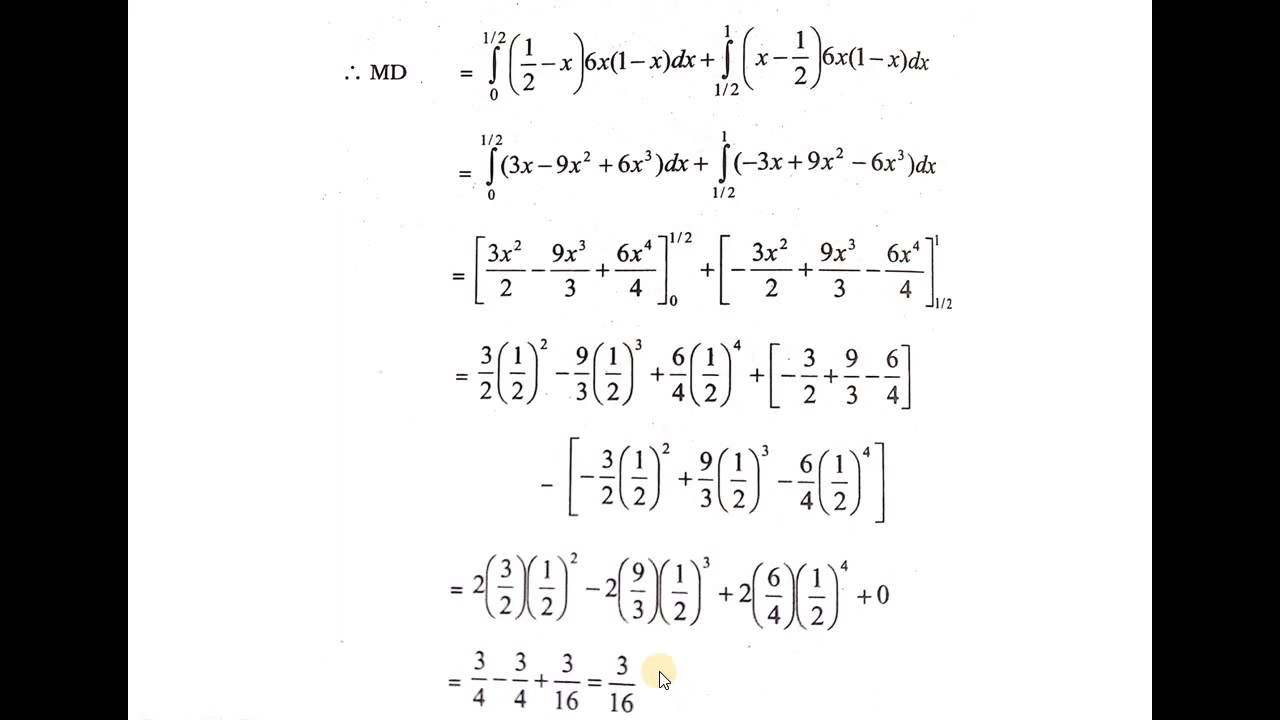 ∴ MD = ∫₀^{1/2} (1/2 − x) 6x(1 − x)dx + ∫_{1/2}^{1} (x − 1/2) 6x(1 − x)dx
= ∫₀^{1/2} (3x − 9x² + 6x³)dx + ∫_{1/2}^{1} (−3x + 9x² − 6x³)dx
= [3x²/2 − 9x³/3 + 6x⁴/4]₀^{1/2} + [−3x²/2 + 9x³/3 − 6x⁴/4]_{1/2}^{1}
= 3/2 (1/2)² − 9/3 (1/2)³ + 6/4 (1/2)⁴ + [−3/2 + 9/3 − 6/4]
− [−3/2 (1/2)² + 9/3 (1/2)³ − 6/4 (1/2)⁴]
= 2(3/2)(1/2)² − 2(9/3)(1/2)³ + 2(6/4)(1/2)⁴ + 0
= 3/4 − 3/4 + 3/16 = 3/16